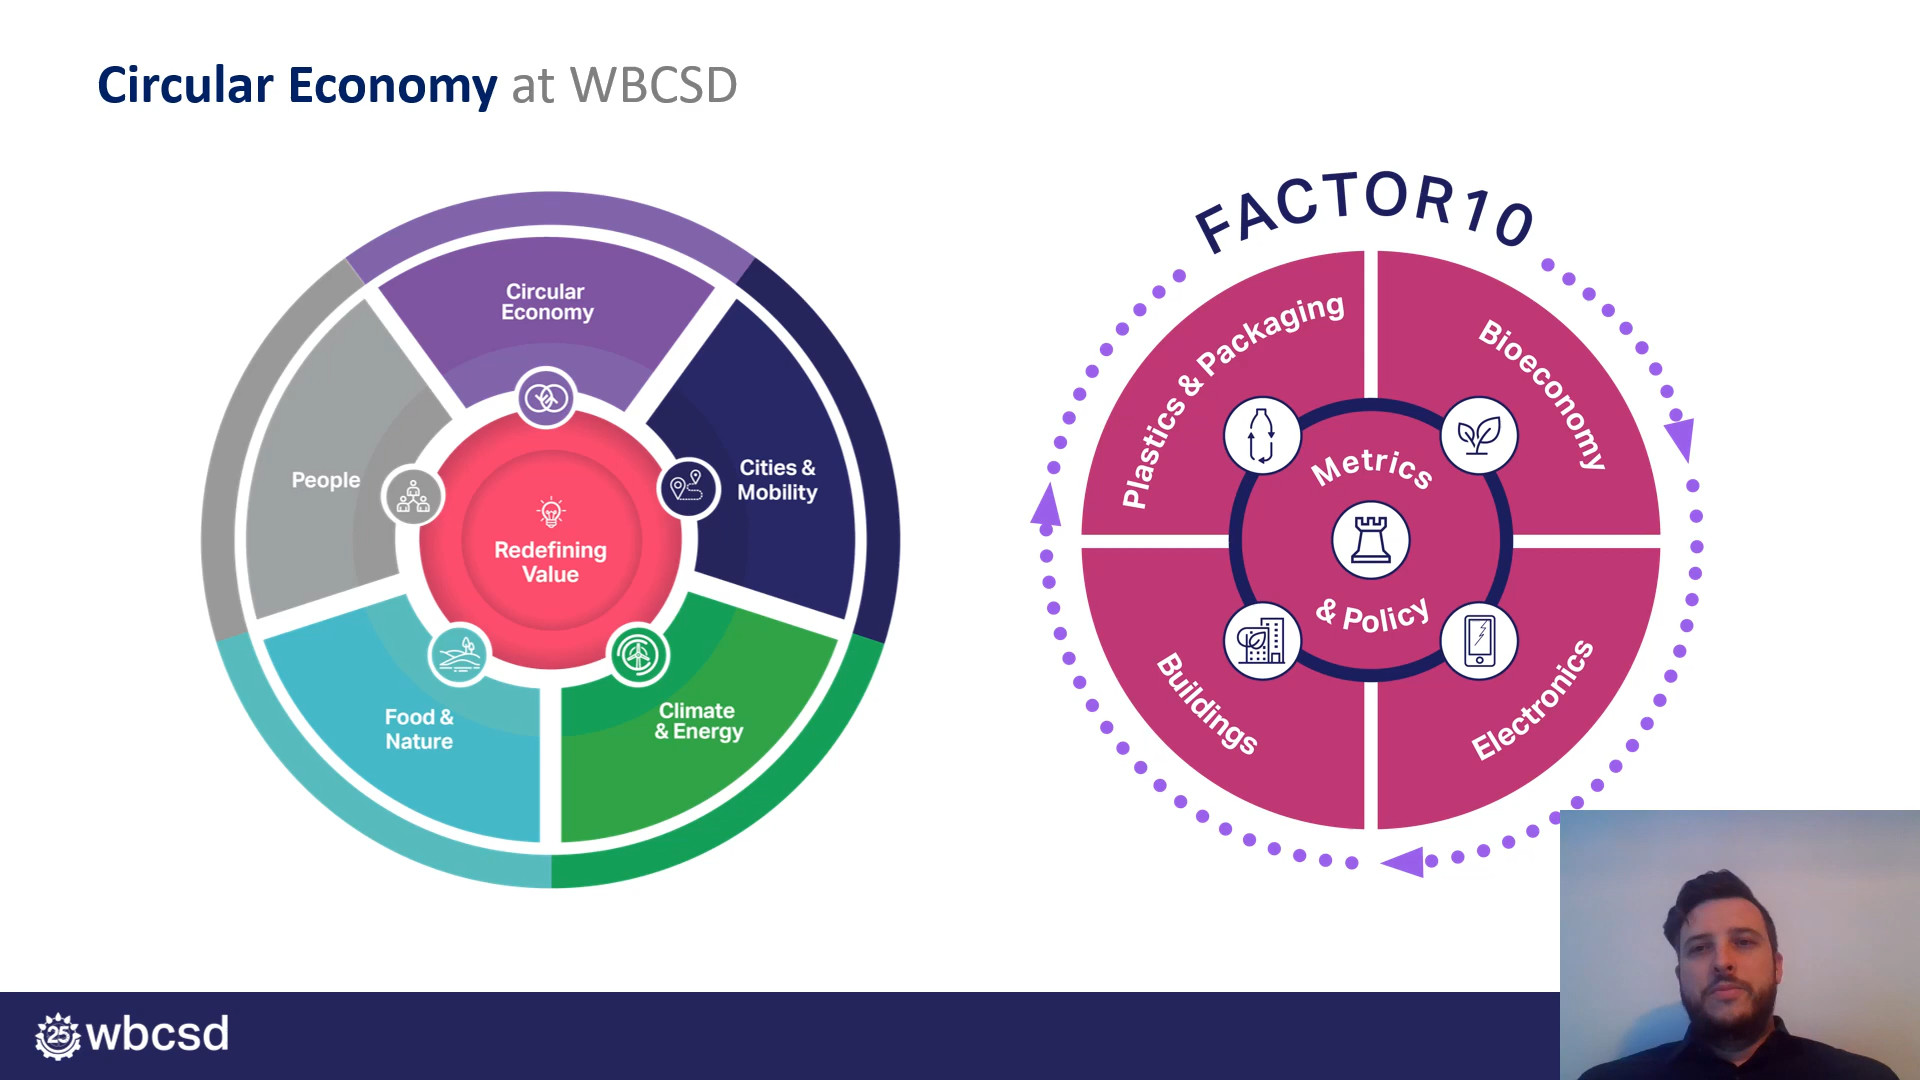 Circular Economy at WBCSD
Circular
Economy
Cities &
Mobility
People
Redefining
Value
Food &
Nature
Climate
& Energy
FACTOR10
Plastics & Packaging
Bioeconomy
Metrics
& Policy
Buildings
Electronics
25 wbcsd